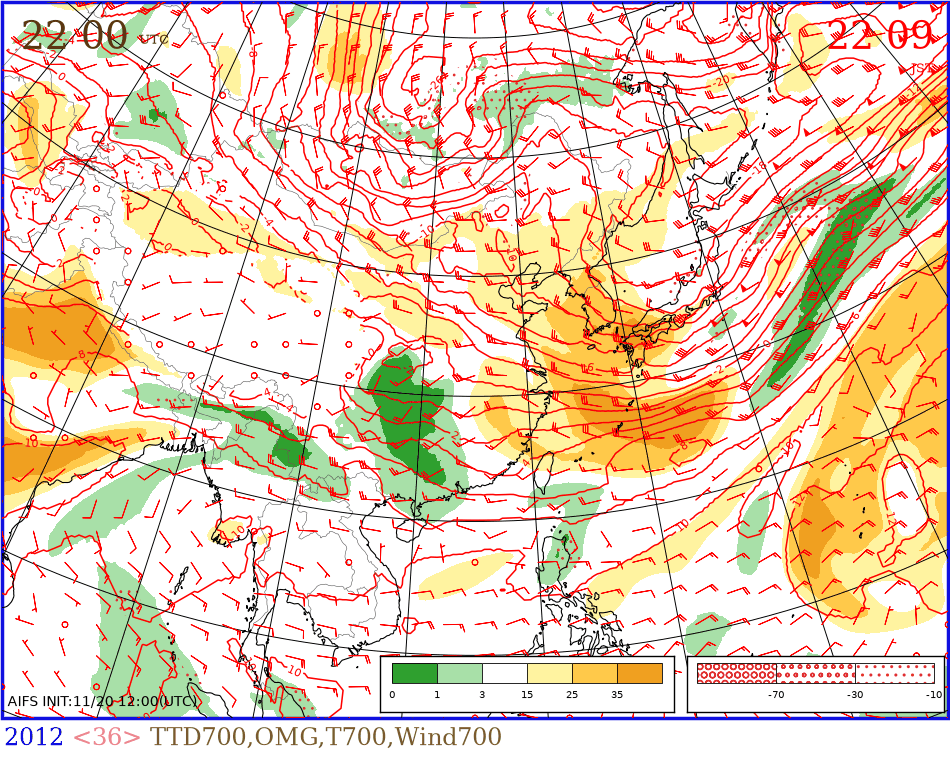 22 00 UTC
22 09
JST
AIFS INIT:11/20 12:00(UTC)
0 1 3 15 25 35
-70 -30 -10
2012 <36> TTD700,OMG,T700,Wind700